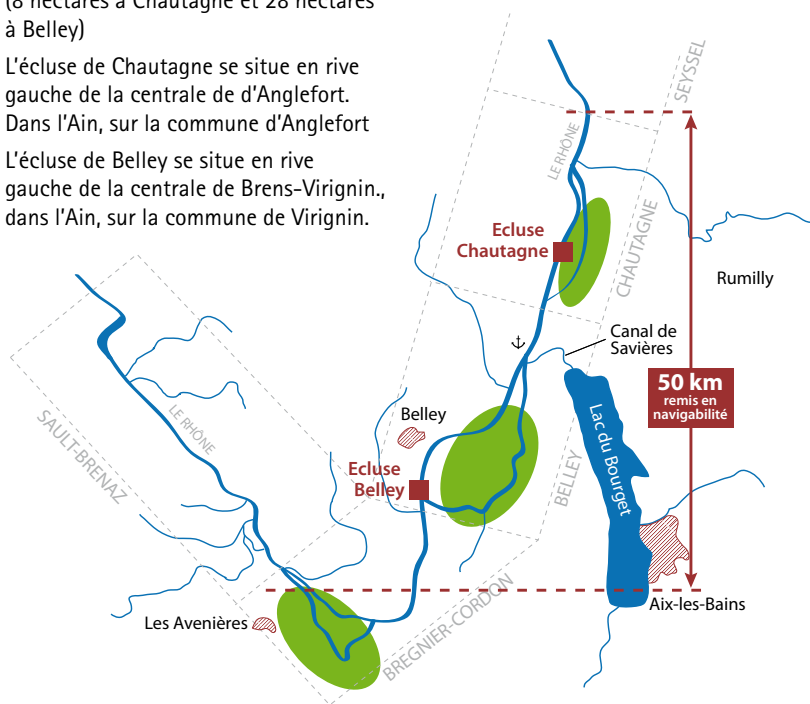 (8 hectares à Chautagne et 28 hectares
à Belley)
L'écluse de Chautagne se situe en rive
gauche de la centrale de d'Anglefort.
Dans l'Ain, sur la commune d'Anglefort
L'écluse de Belley se situe en rive
gauche de la centrale de Brens-Virignin.,
dans l'Ain, sur la commune de Virignin.
SEYSSEL
LE RHÔNE
Ecluse
Chautagne
CHAUTAGNE
Rumilly
Canal de
Savières
50 km
remis en
navigabilité
Belley
Lac du Bourget
LE RHÔNE
SAULT-BRENAZ
Ecluse
Belley
BELLEY
Aix-les-Bains
Les Avenières
BREGNIER-CORDON